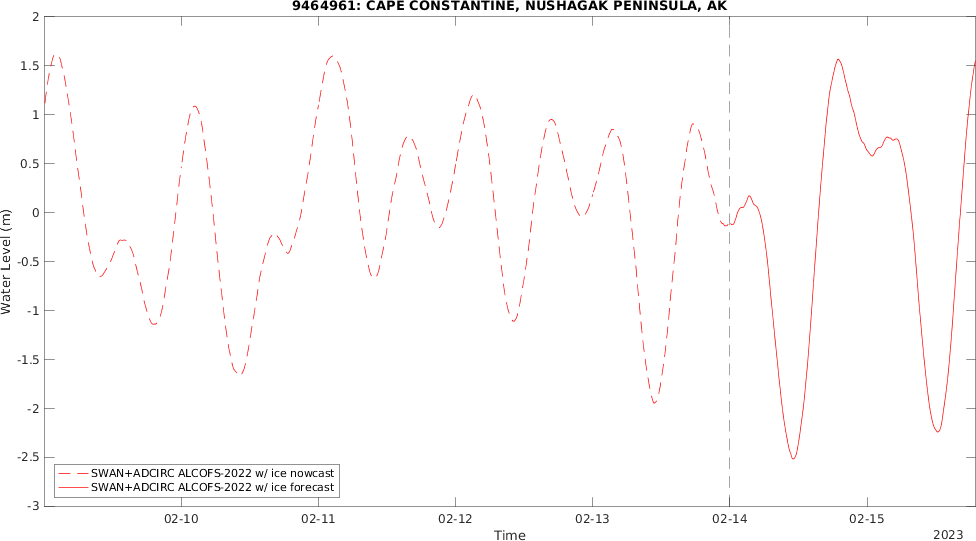 9464961: CAPE CONSTANTINE, NUSHAGAK PENINSULA, AK
2
1.5
1
0.5
0
-0.5
-1
-1.5
-2
-2.5
-3
Water Level (m)
SWAN+ADCIRC ALCOFS-2022 w/ ice nowcast
SWAN+ADCIRC ALCOFS-2022 w/ ice forecast
02-10 02-11 02-12 02-13 02-14 02-15
Time
2023